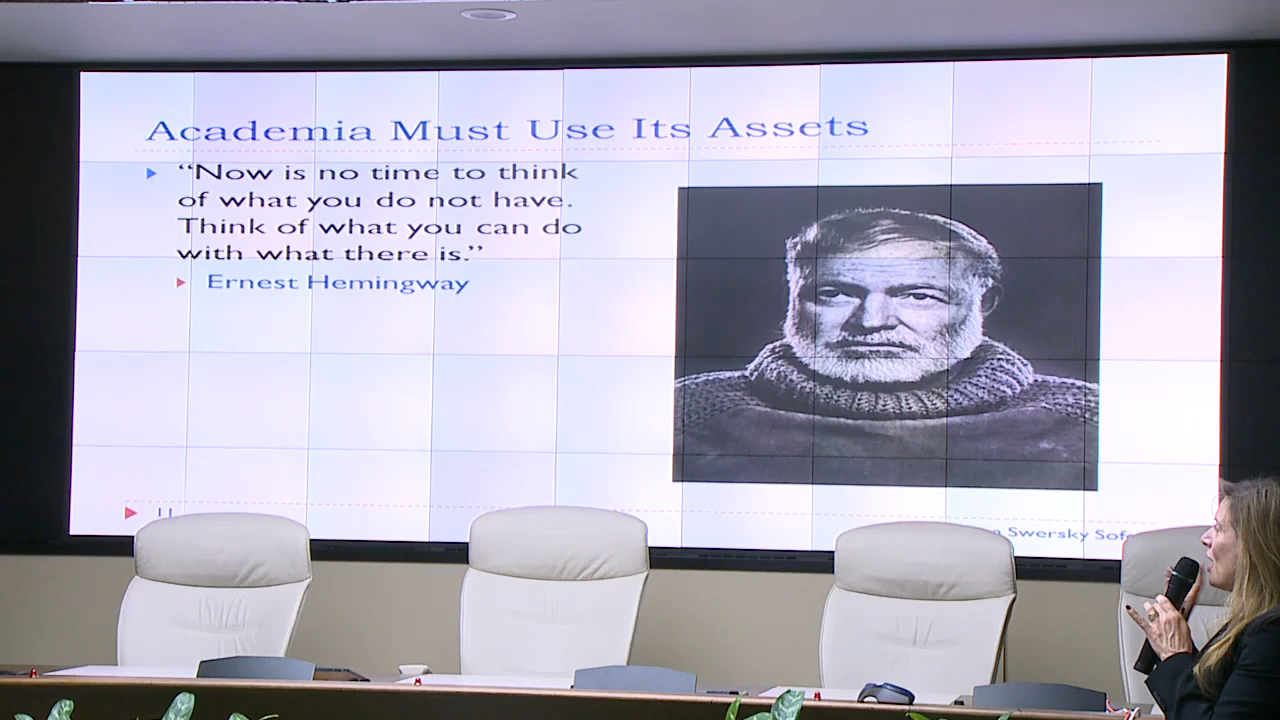 Academia Must Use Its Assets
“Now is no time to think
of what you do not have.
Think of what you can do
with what there is.”
Ernest Hemingway
Swersky